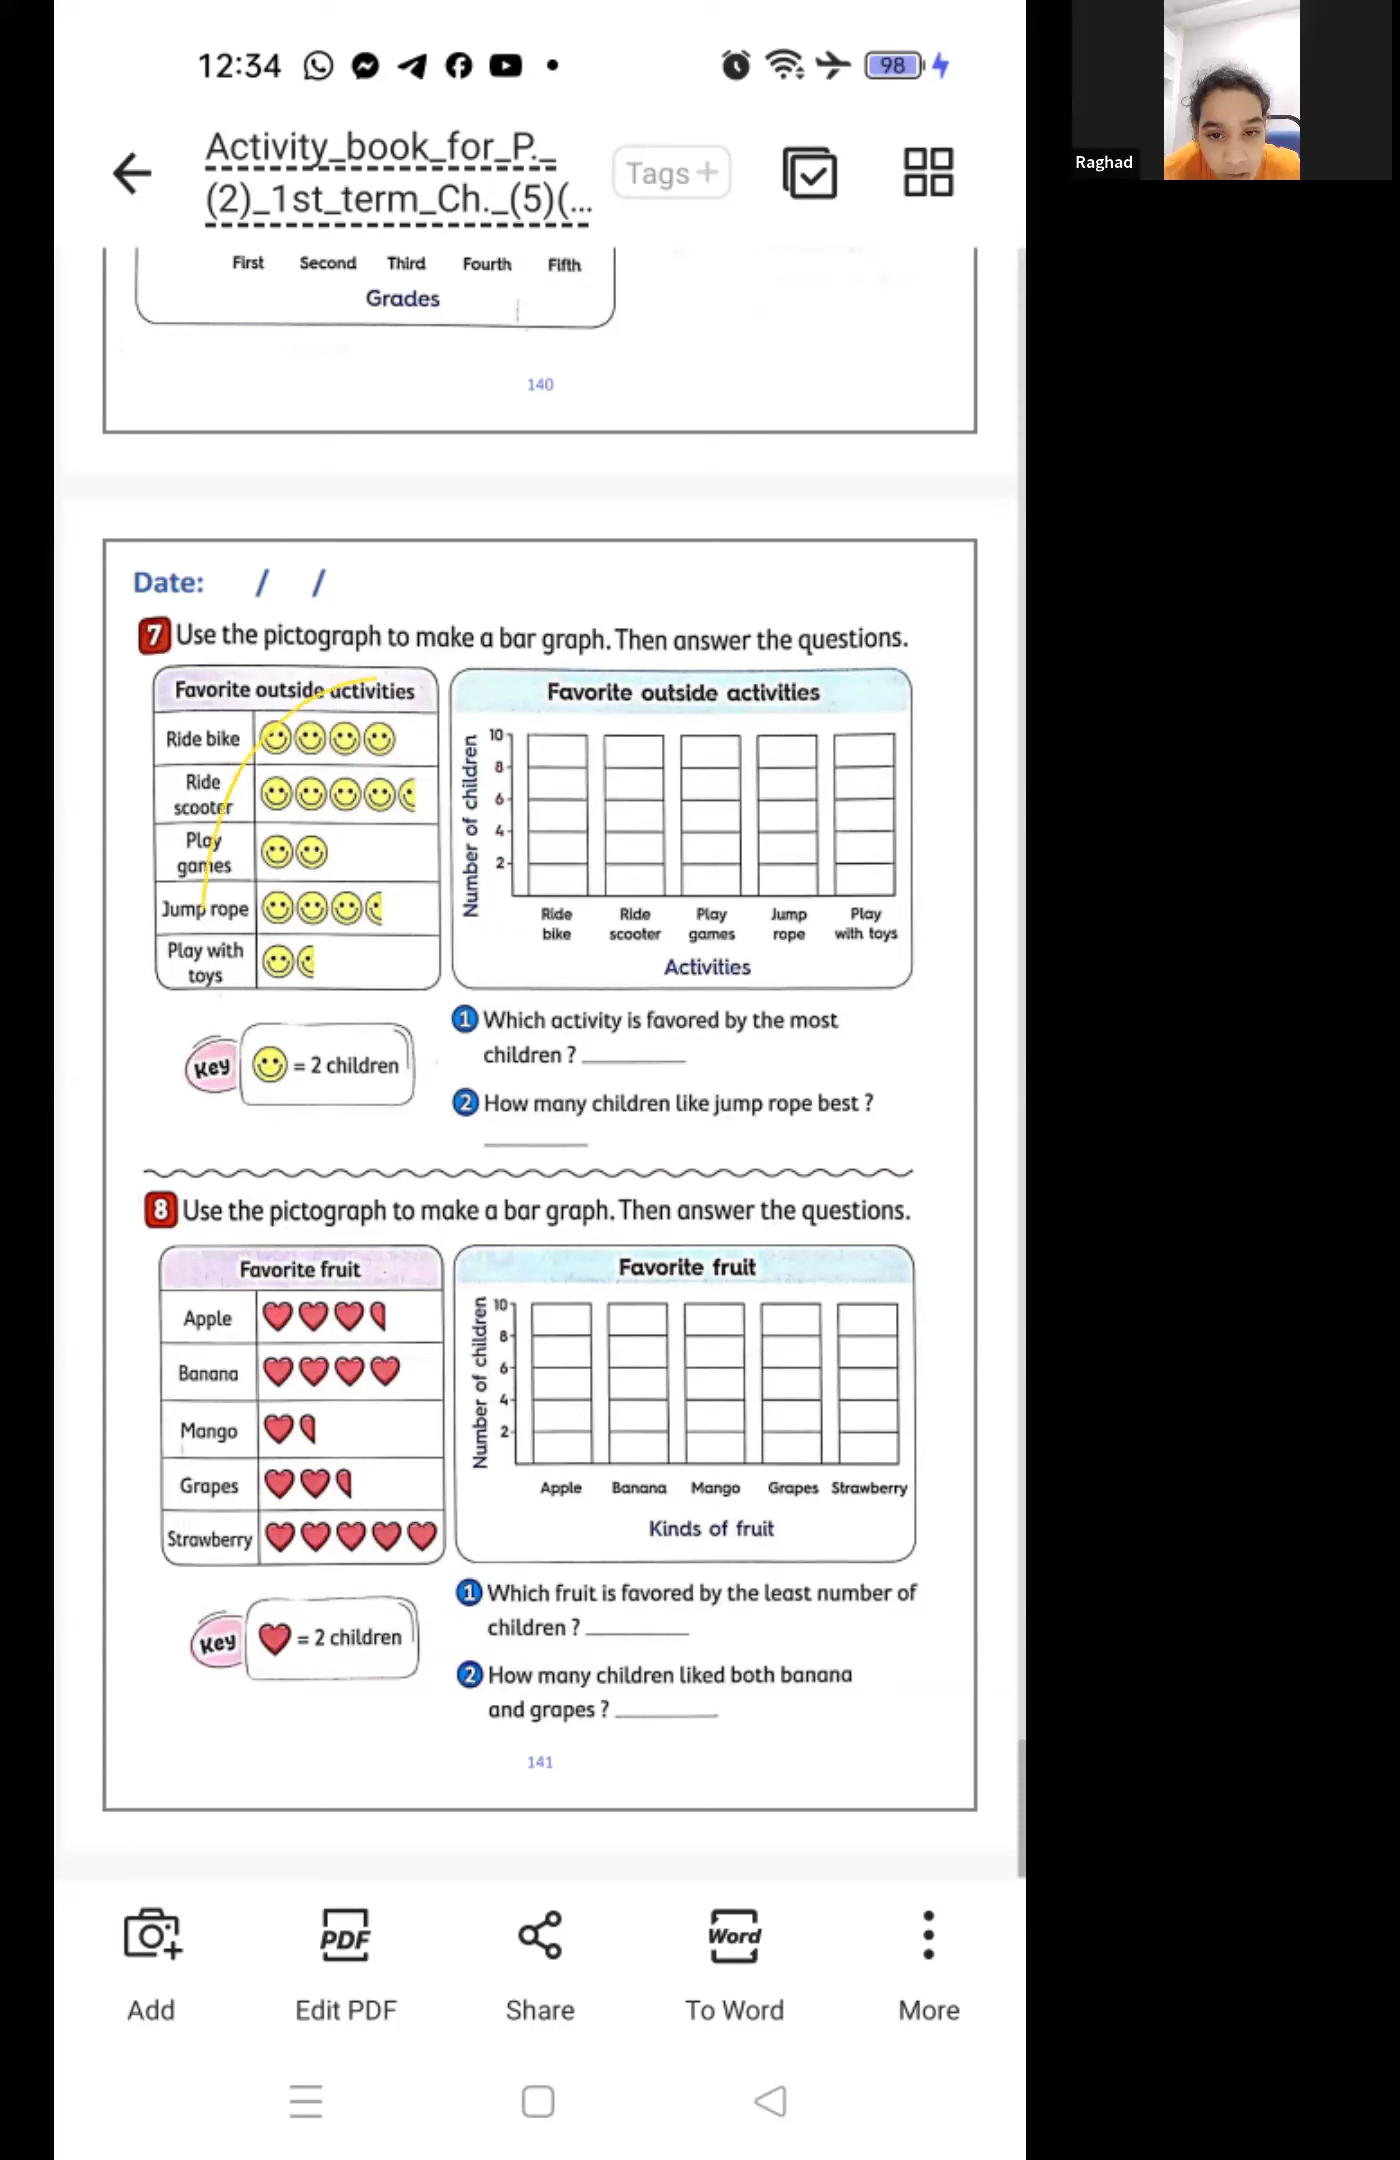 12:34
98
Activity_book_for_P._
(2)_1st_term_Ch._(5)(...
Tags+
Raghad
First Second Third Fourth Fifth
Grades
140
Date: / /
7 Use the pictograph to make a bar graph. Then answer the questions.
Favorite outside activities
Ride bike
Ride
scooter
Play
games
Jump rope
Play with
toys
Key
= 2 children
Favorite outside activities
Number of children
10
8
6
4
2
Ride bike
Ride scooter
Play games
Jump rope
Play with toys
Activities
1 Which activity is favored by the most
children ? ________
2 How many children like jump rope best ?
________
8 Use the pictograph to make a bar graph. Then answer the questions.
Favorite fruit
Apple
Banana
Mango
Grapes
Strawberry
Key
= 2 children
Favorite fruit
Number of children
10
8
6
4
2
Apple Banana Mango Grapes Strawberry
Kinds of fruit
1 Which fruit is favored by the least number of
children ? ________
2 How many children liked both banana
and grapes ? ________
141
PDF
Word
Add Edit PDF Share To Word More